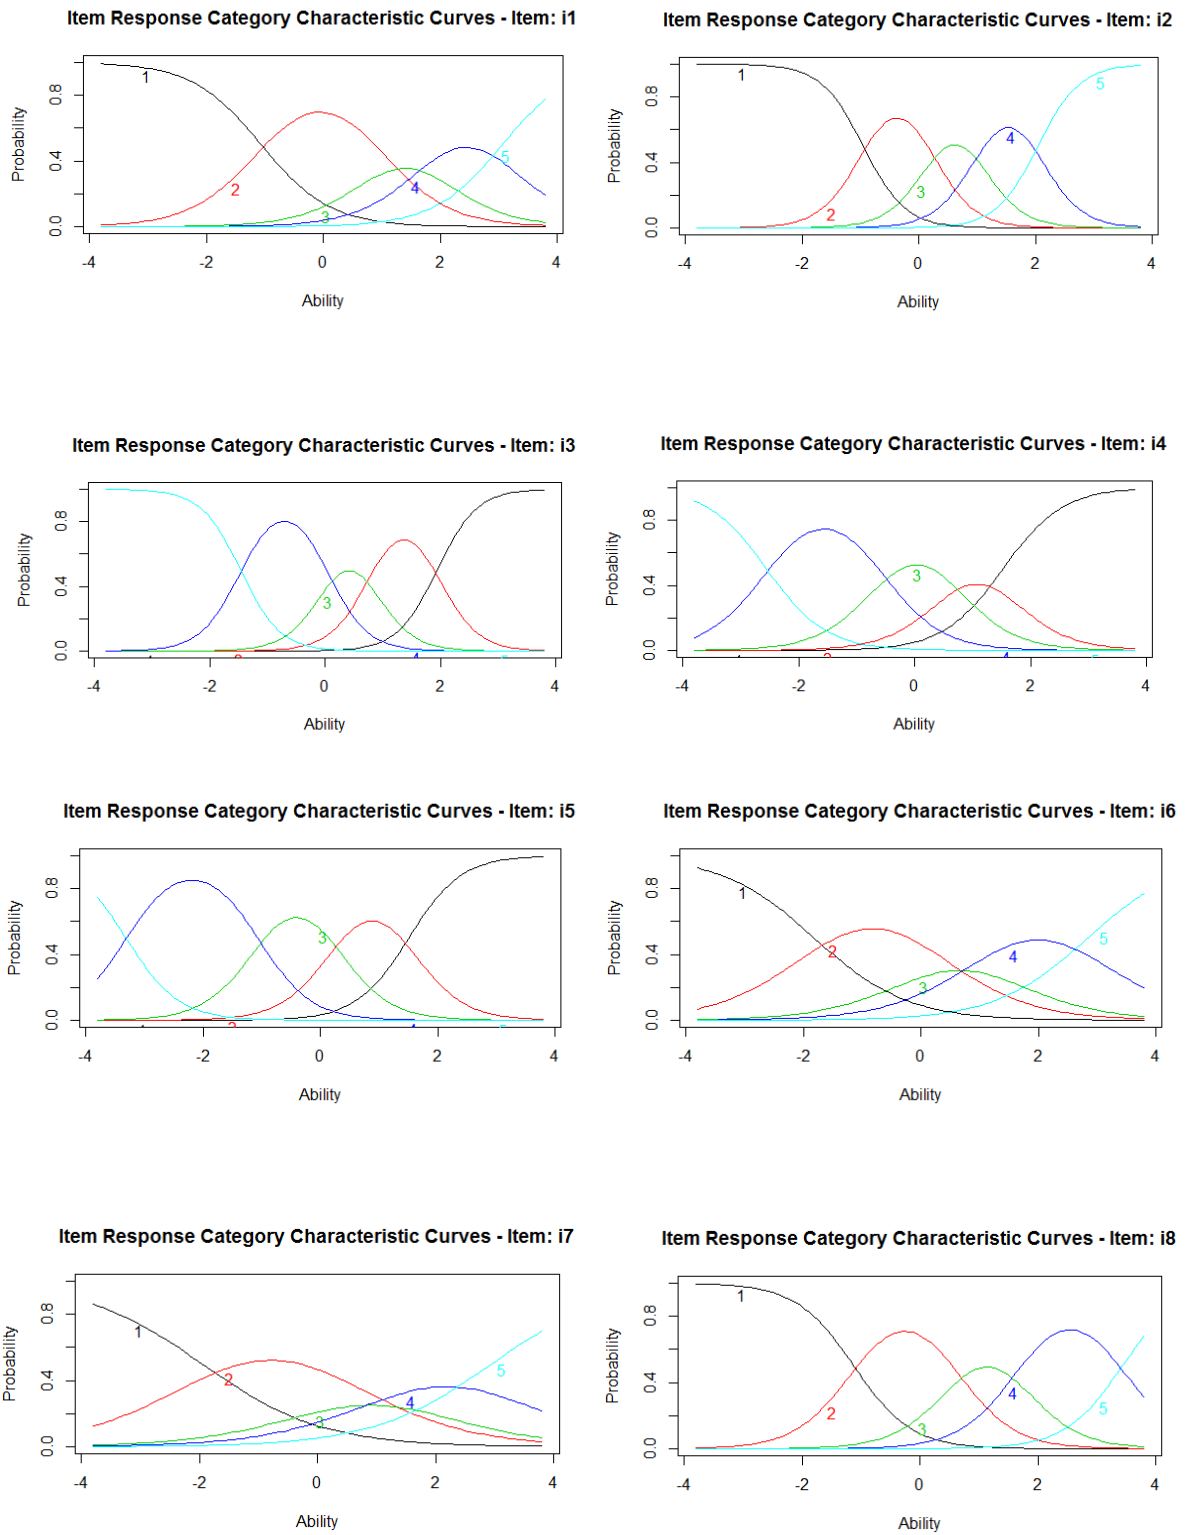 Item Response Category Characteristic Curves - Item: i1
Probability
0.0 0.4 0.8
1 2 3 4 5
-4 -2 0 2 4
Ability
Item Response Category Characteristic Curves - Item: i2
Probability
0.0 0.4 0.8
1 2 3 4 5
-4 -2 0 2 4
Ability
Item Response Category Characteristic Curves - Item: i3
Probability
0.0 0.4 0.8
3
-4 -2 0 2 4
Ability
Item Response Category Characteristic Curves - Item: i4
Probability
0.0 0.4 0.8
3
-4 -2 0 2 4
Ability
Item Response Category Characteristic Curves - Item: i5
Probability
0.0 0.4 0.8
3
-4 -2 0 2 4
Ability
Item Response Category Characteristic Curves - Item: i6
Probability
0.0 0.4 0.8
1 2 3 4 5
-4 -2 0 2 4
Ability
Item Response Category Characteristic Curves - Item: i7
Probability
0.0 0.4 0.8
1 2 3 4 5
-4 -2 0 2 4
Ability
Item Response Category Characteristic Curves - Item: i8
Probability
0.0 0.4 0.8
1 2 3 4 5
-4 -2 0 2 4
Ability